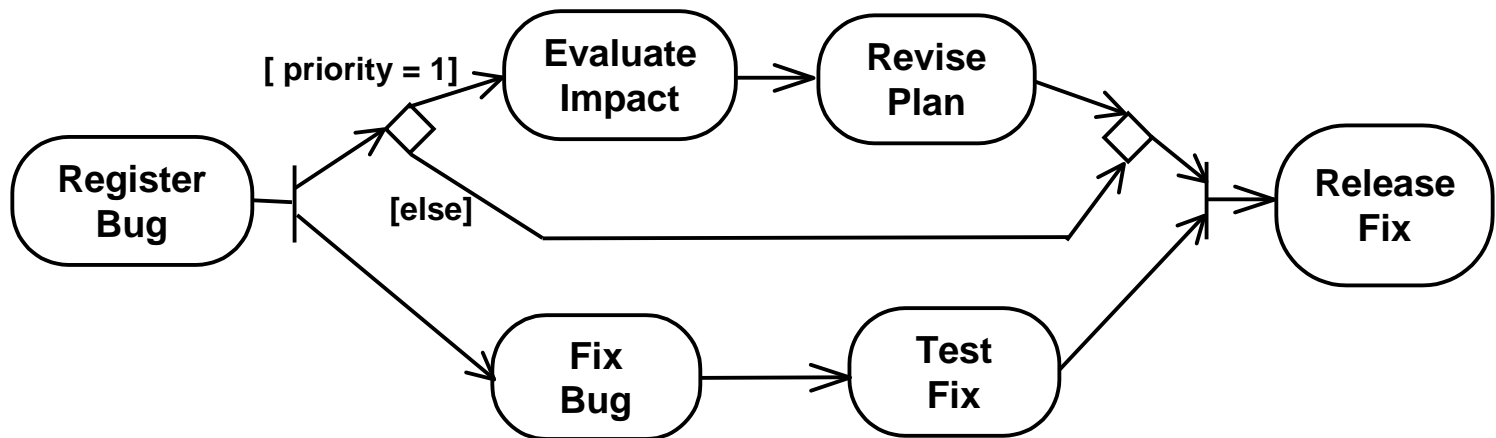 [ priority = 1]
Evaluate
Impact
Revise
Plan
Register
Bug
[else]
Release
Fix
Fix
Bug
Test
Fix